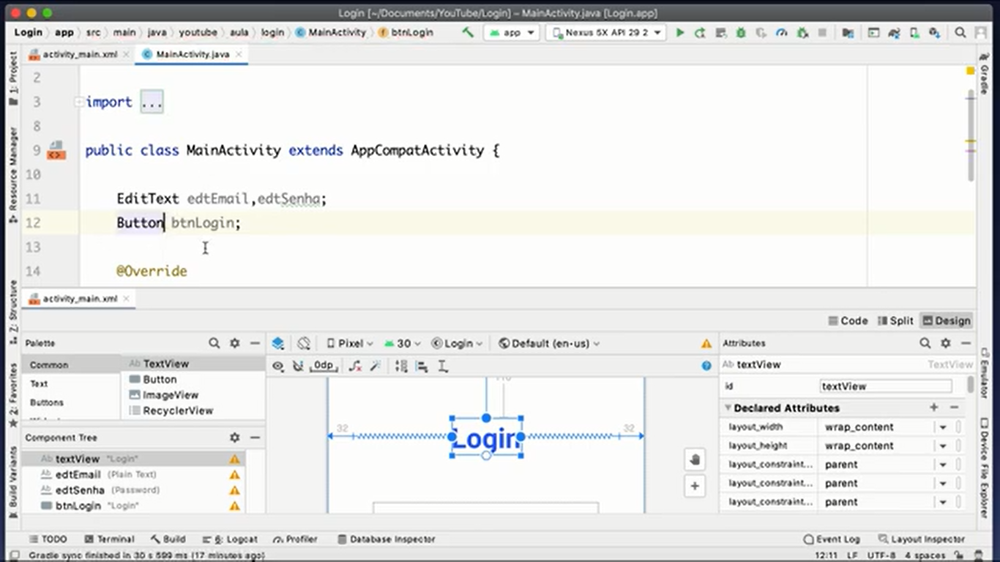 Login [~/Documents/YouTube/Login] – MainActivity.java [Login.app]
Login app src main java youtube aula login MainActivity btnLogin app Nexus 5X API 29 2
activity_main.xml MainActivity.java
2
3 import ...
8
9 public class MainActivity extends AppCompatActivity {
10
11 EditText edtEmail,edtSenha;
12 Button btnLogin;
13
14 @Override
activity_main.xml
Code Split Design
Palette
Common
Text
Buttons
Ab TextView
Button
ImageView
RecyclerView
Component Tree
Ab textView "Login"
Ab edtEmail (Plain Text)
Ab edtSenha (Password)
btnLogin "Login"
Pixel 30 Login Default (en-us)
0dp
32 Login 32
Attributes
Ab textView TextView
id textView
Declared Attributes
layout_width wrap_content
layout_height wrap_content
layout_constraint... parent
layout_constraint... parent
layout_constraint... parent
1: Project
Resource Manager
7: Structure
2: Favorites
Build Variants
Gradle
Emulator
Device File Explorer
TODO Terminal Build 6: Logcat Profiler Database Inspector Event Log Layout Inspector
Gradle sync finished in 30 s 599 ms (17 minutes ago) 12:11 LF UTF-8 4 spaces